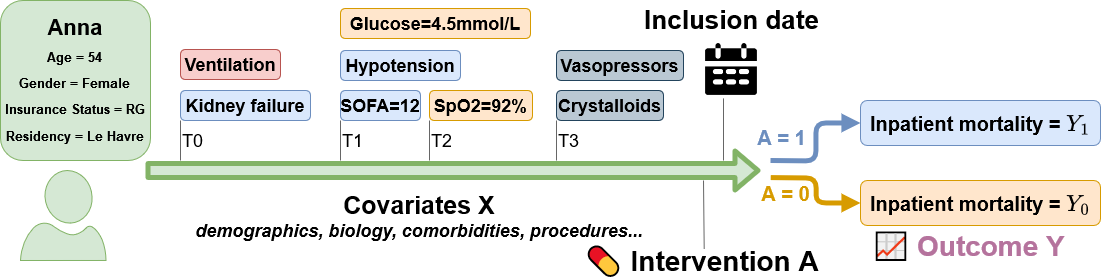 Anna
Age = 54
Gender = Female
Insurance Status = RG
Residency = Le Havre
Glucose=4.5mmol/L
Ventilation
Hypotension
Vasopressors
Kidney failure
SOFA=12
SpO2=92%
Crystalloids
T0
T1
T2
T3
Inclusion date
Covariates X
demographics, biology, comorbidities, procedures...
Intervention A
A = 1
A = 0
Inpatient mortality = Y₁
Inpatient mortality = Y₀
Outcome Y